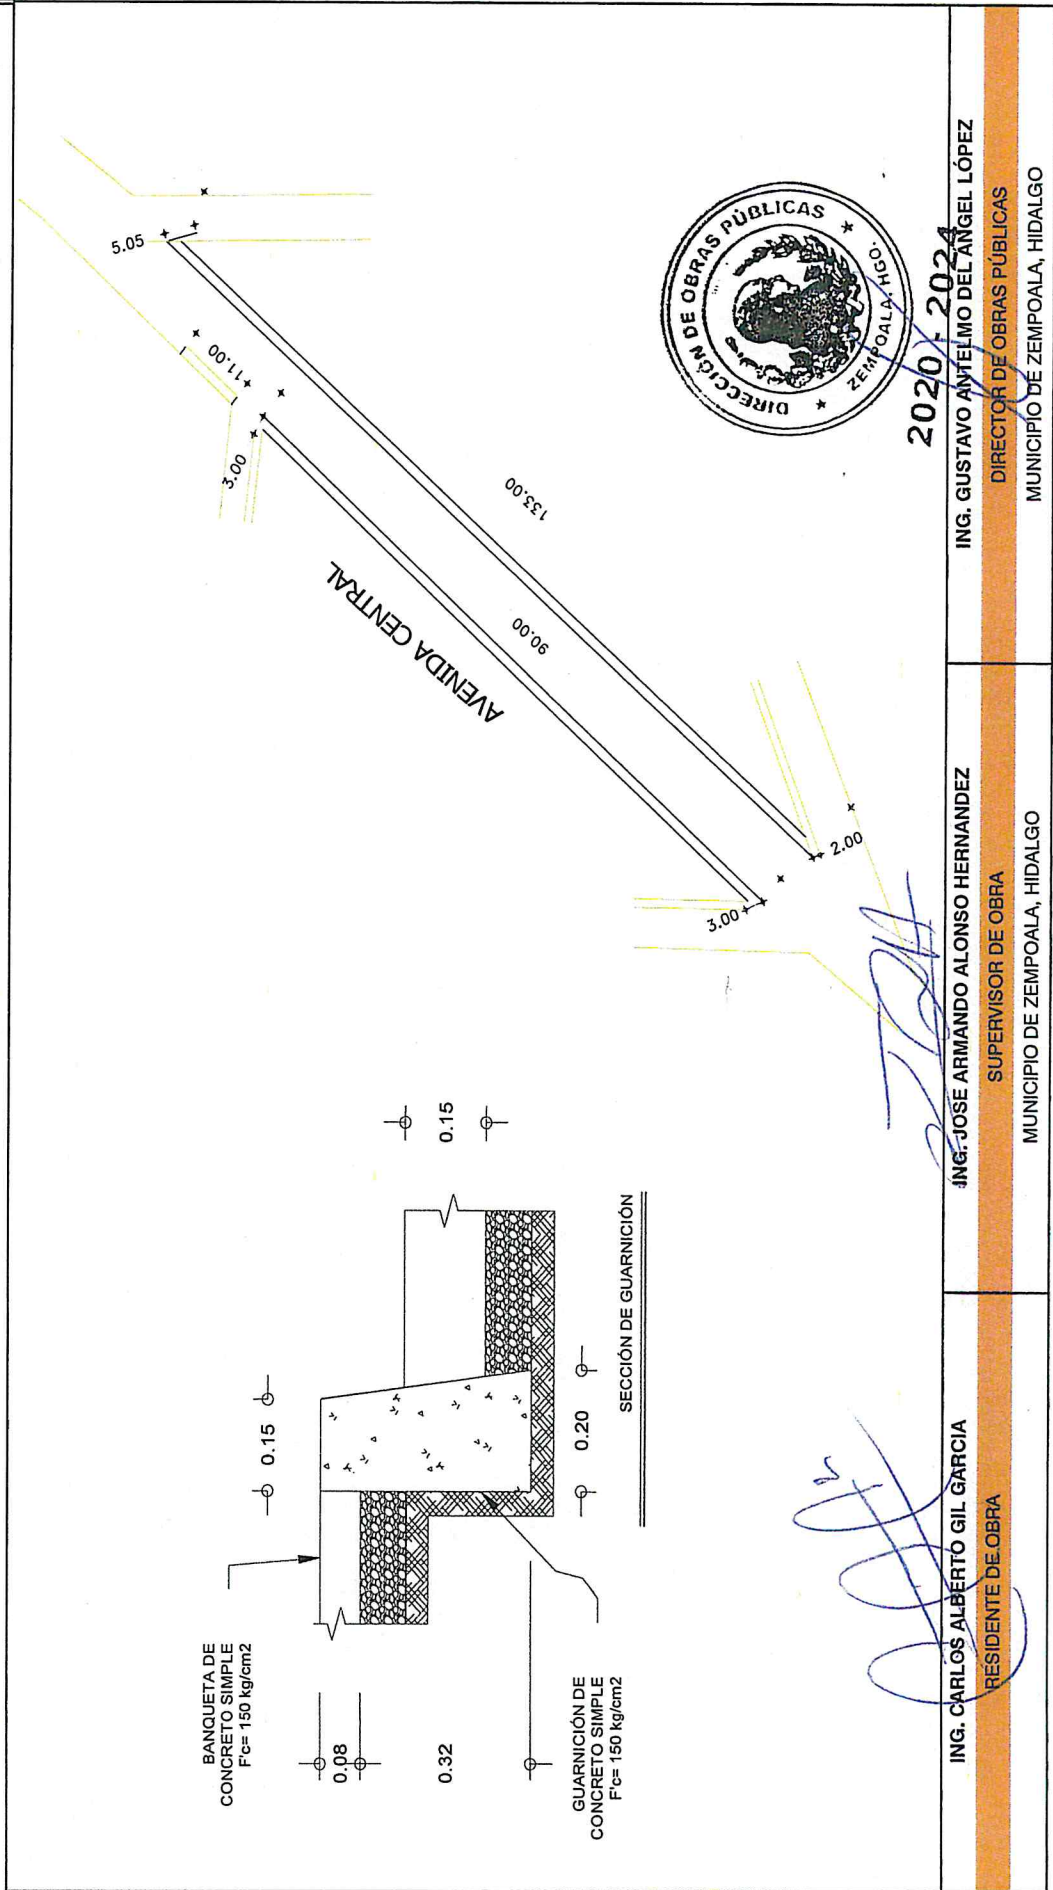 BANQUETA DE
CONCRETO SIMPLE
F'c= 150 kg/cm2
0.15
0.15
0.08
0.32
0.20
GUARNICIÓN DE
CONCRETO SIMPLE
F'c= 150 kg/cm2
SECCIÓN DE GUARNICIÓN
5.05
11.00
3.00
AVENIDA CENTRAL
133.00
90.00
3.00
2.00
DIRECCIÓN DE OBRAS PÚBLICAS
ZEMPOALA, HGO.
2020 - 2024
ING. CARLOS ALBERTO GIL GARCIA
RESIDENTE DE OBRA
ING. JOSE ARMANDO ALONSO HERNANDEZ
SUPERVISOR DE OBRA
MUNICIPIO DE ZEMPOALA, HIDALGO
ING. GUSTAVO ANTELMO DEL ANGEL LÓPEZ
DIRECTOR DE OBRAS PÚBLICAS
MUNICIPIO DE ZEMPOALA, HIDALGO